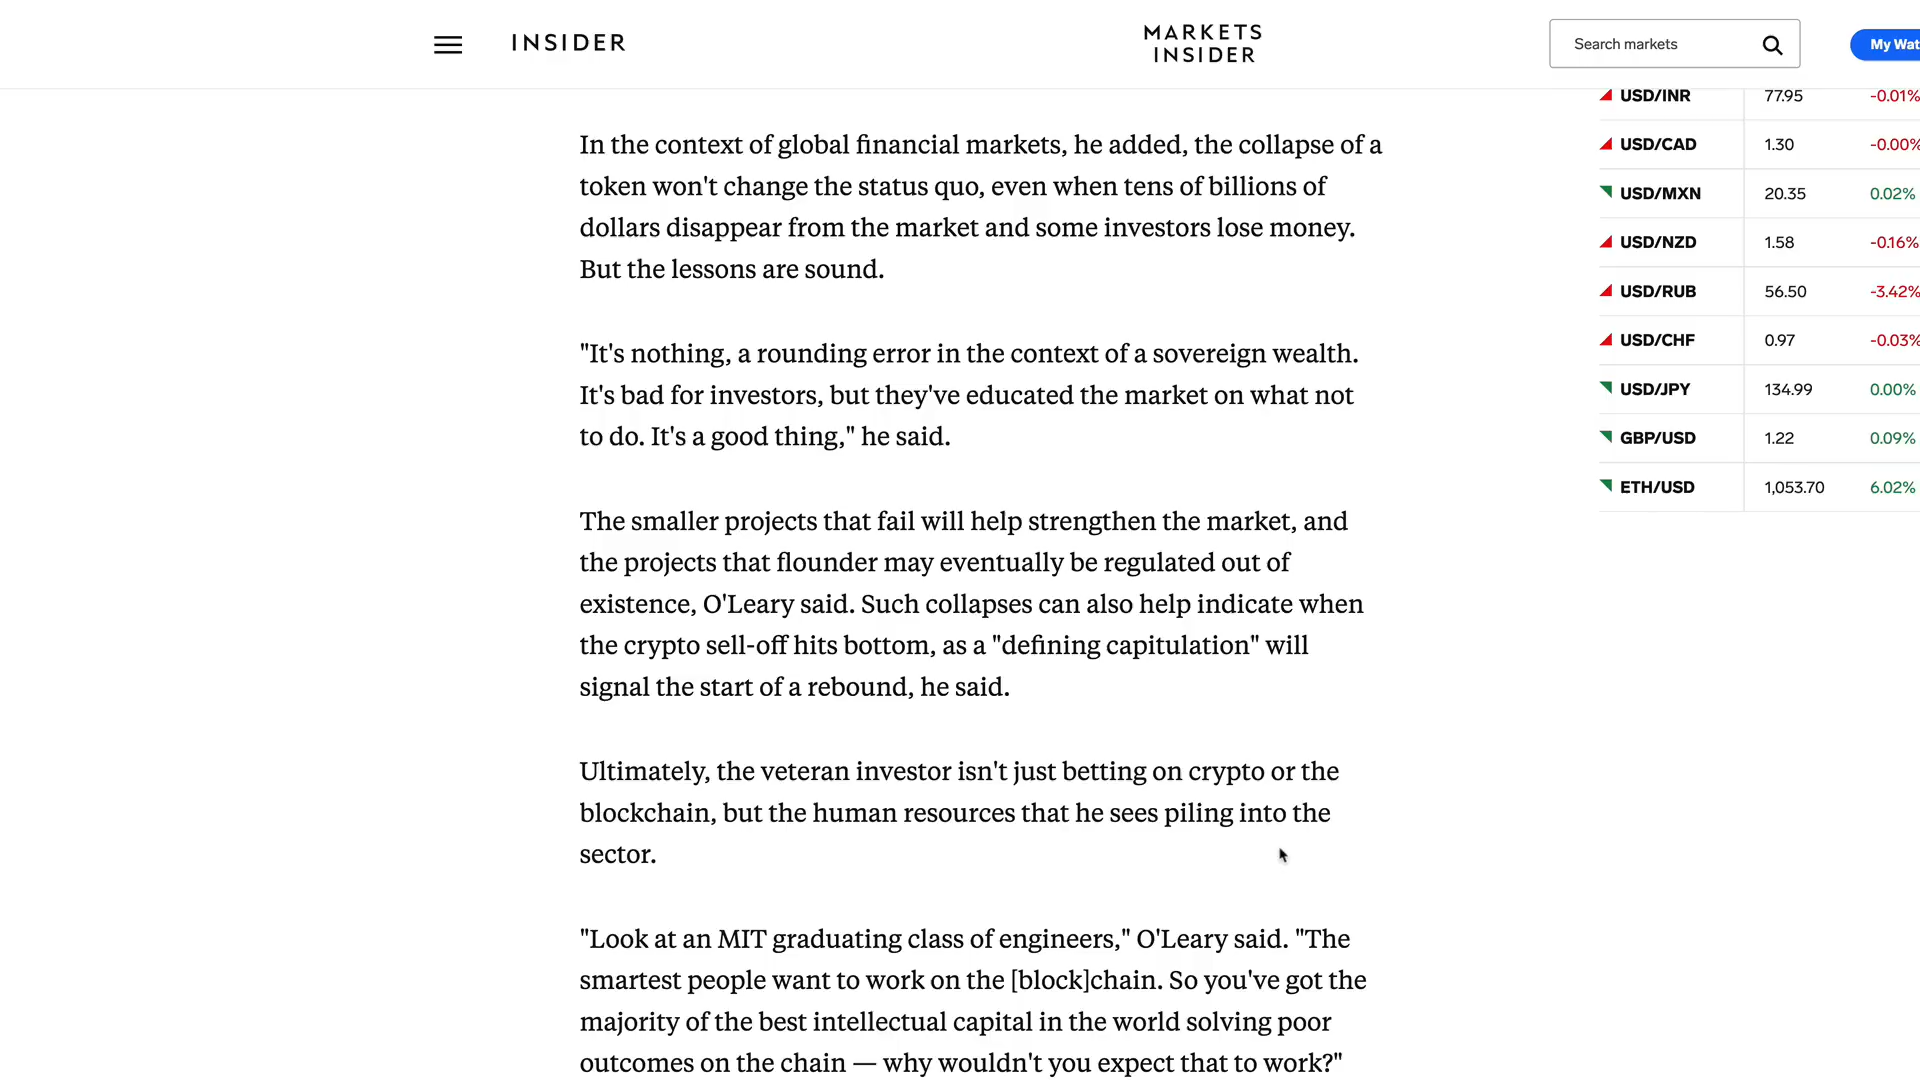 INSIDER
MARKETS
INSIDER
Search markets
My Wat
USD/INR 77.95 -0.01%
USD/CAD 1.30 -0.00%
USD/MXN 20.35 0.02%
USD/NZD 1.58 -0.16%
USD/RUB 56.50 -3.42%
USD/CHF 0.97 -0.03%
USD/JPY 134.99 0.00%
GBP/USD 1.22 0.09%
ETH/USD 1,053.70 6.02%
In the context of global financial markets, he added, the collapse of a
token won't change the status quo, even when tens of billions of
dollars disappear from the market and some investors lose money.
But the lessons are sound.
"It's nothing, a rounding error in the context of a sovereign wealth.
It's bad for investors, but they've educated the market on what not
to do. It's a good thing," he said.
The smaller projects that fail will help strengthen the market, and
the projects that flounder may eventually be regulated out of
existence, O'Leary said. Such collapses can also help indicate when
the crypto sell-off hits bottom, as a "defining capitulation" will
signal the start of a rebound, he said.
Ultimately, the veteran investor isn't just betting on crypto or the
blockchain, but the human resources that he sees piling into the
sector.
"Look at an MIT graduating class of engineers," O'Leary said. "The
smartest people want to work on the [block]chain. So you've got the
majority of the best intellectual capital in the world solving poor
outcomes on the chain — why wouldn't you expect that to work?"